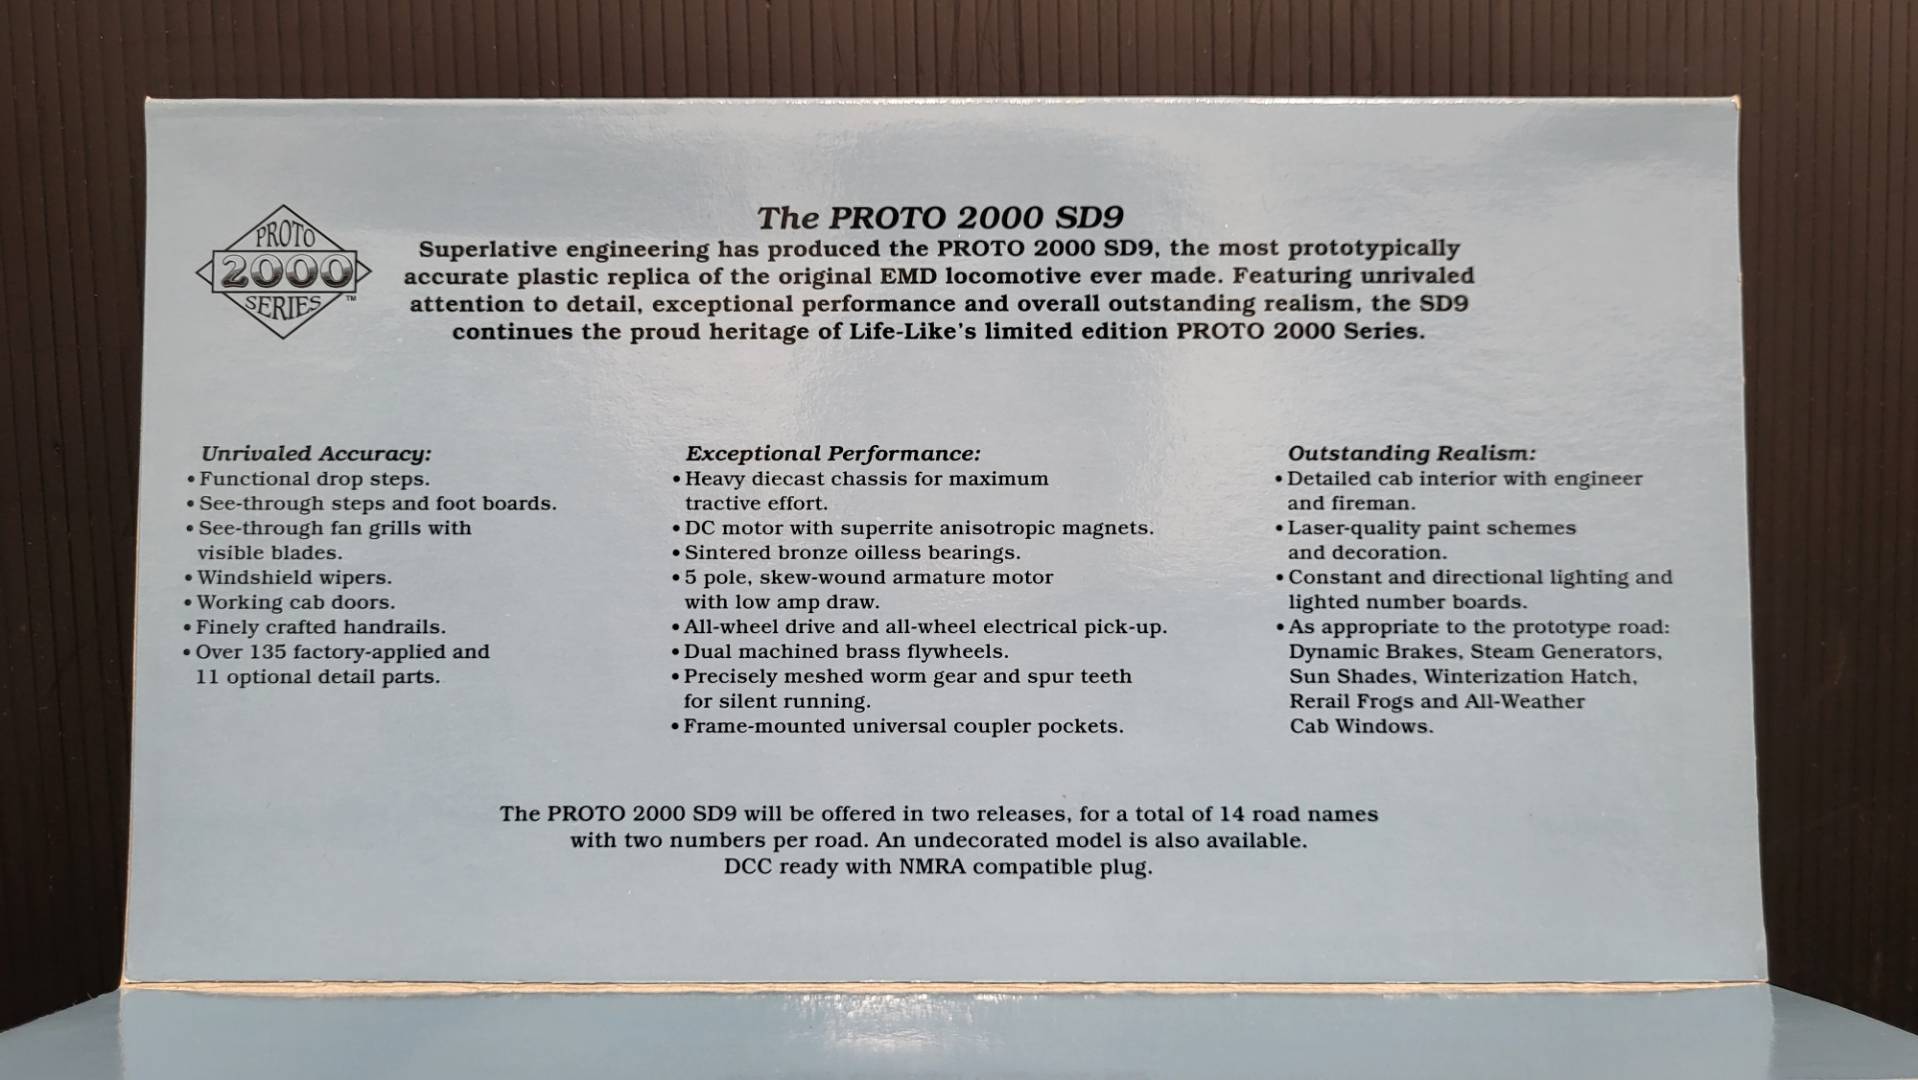 PROTO
2000
SERIES™
The PROTO 2000 SD9
Superlative engineering has produced the PROTO 2000 SD9, the most prototypically
accurate plastic replica of the original EMD locomotive ever made. Featuring unrivaled
attention to detail, exceptional performance and overall outstanding realism, the SD9
continues the proud heritage of Life-Like's limited edition PROTO 2000 Series.
Unrivaled Accuracy:
• Functional drop steps.
• See-through steps and foot boards.
• See-through fan grills with
visible blades.
• Windshield wipers.
• Working cab doors.
• Finely crafted handrails.
• Over 135 factory-applied and
11 optional detail parts.
Exceptional Performance:
• Heavy diecast chassis for maximum
tractive effort.
• DC motor with superrite anisotropic magnets.
• Sintered bronze oilless bearings.
• 5 pole, skew-wound armature motor
with low amp draw.
• All-wheel drive and all-wheel electrical pick-up.
• Dual machined brass flywheels.
• Precisely meshed worm gear and spur teeth
for silent running.
• Frame-mounted universal coupler pockets.
Outstanding Realism:
• Detailed cab interior with engineer
and fireman.
• Laser-quality paint schemes
and decoration.
• Constant and directional lighting and
lighted number boards.
• As appropriate to the prototype road:
Dynamic Brakes, Steam Generators,
Sun Shades, Winterization Hatch,
Rerail Frogs and All-Weather
Cab Windows.
The PROTO 2000 SD9 will be offered in two releases, for a total of 14 road names
with two numbers per road. An undecorated model is also available.
DCC ready with NMRA compatible plug.